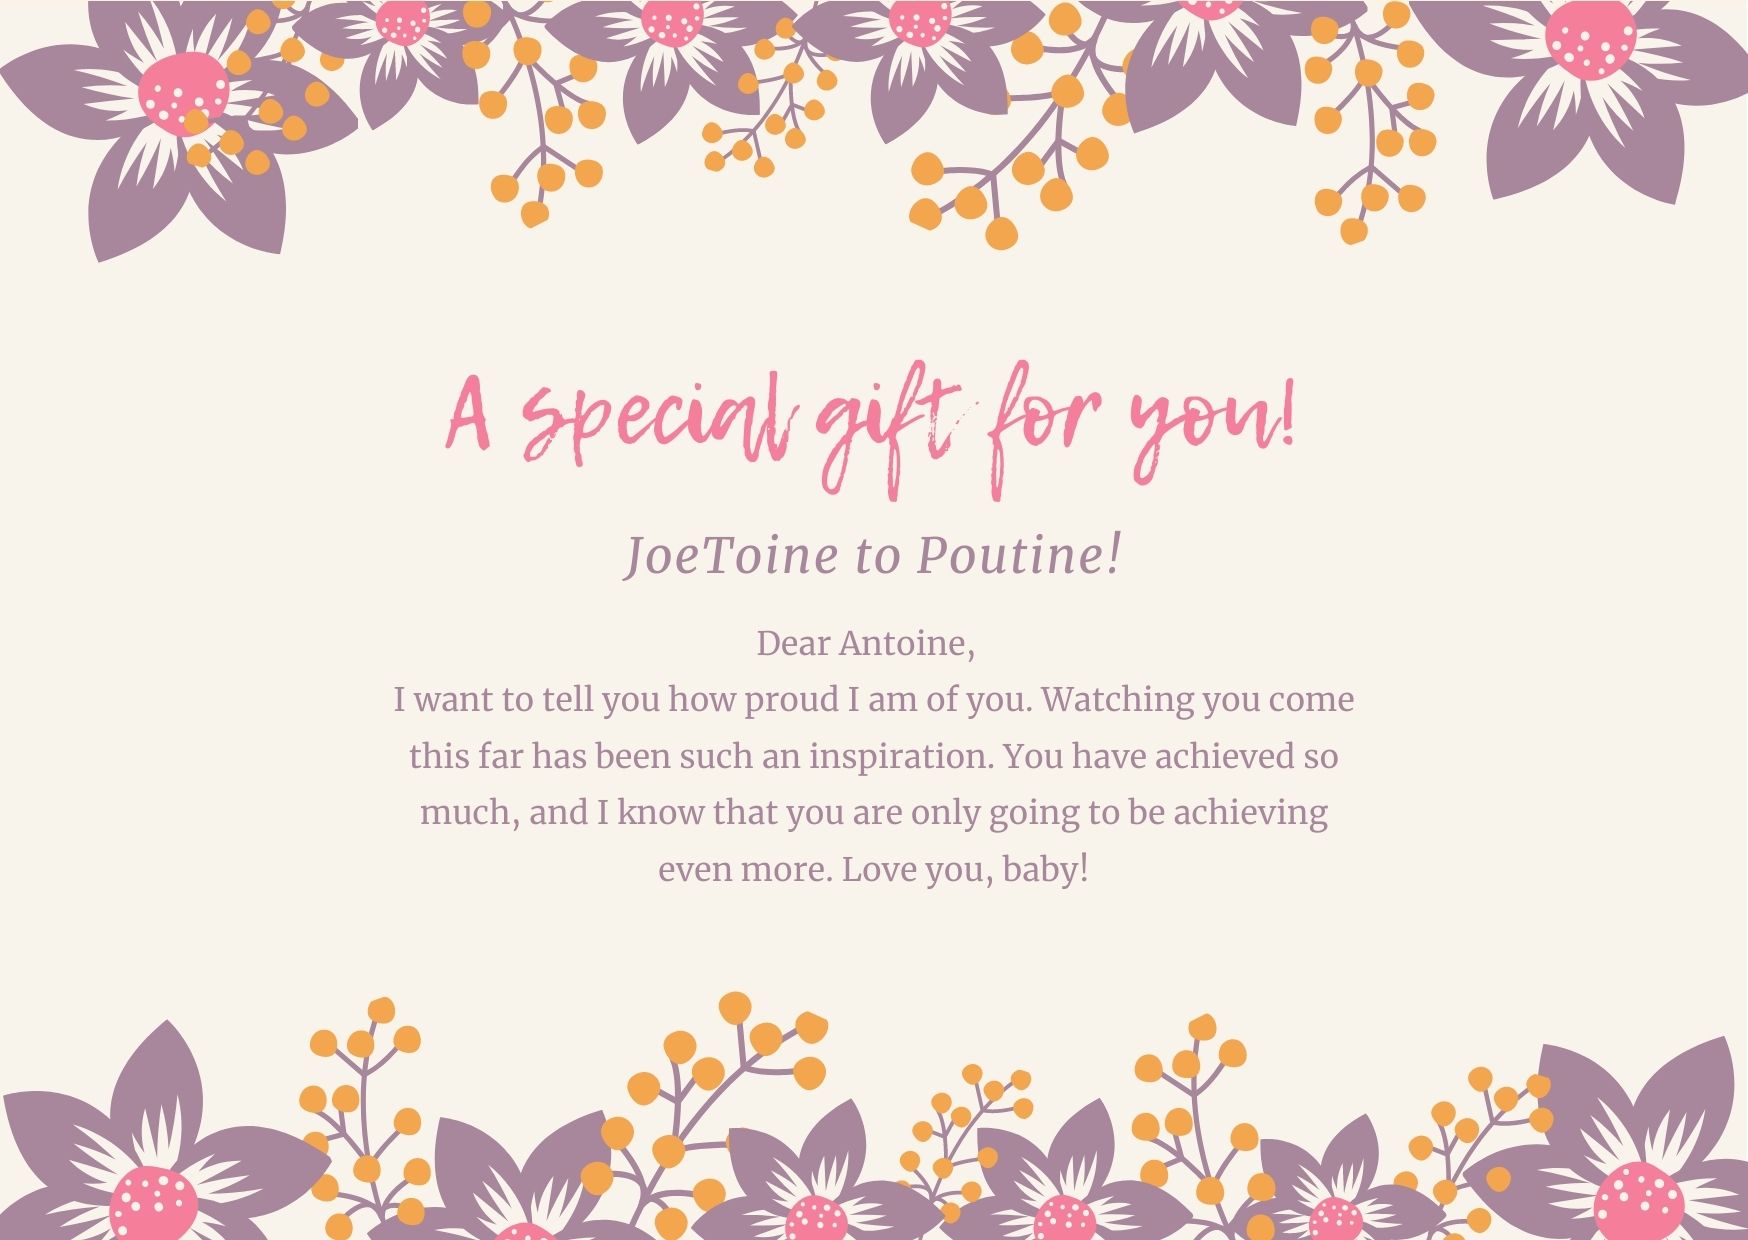 A special gift for you!
JoeToine to Poutine!
Dear Antoine,
I want to tell you how proud I am of you. Watching you come
this far has been such an inspiration. You have achieved so
much, and I know that you are only going to be achieving
even more. Love you, baby!